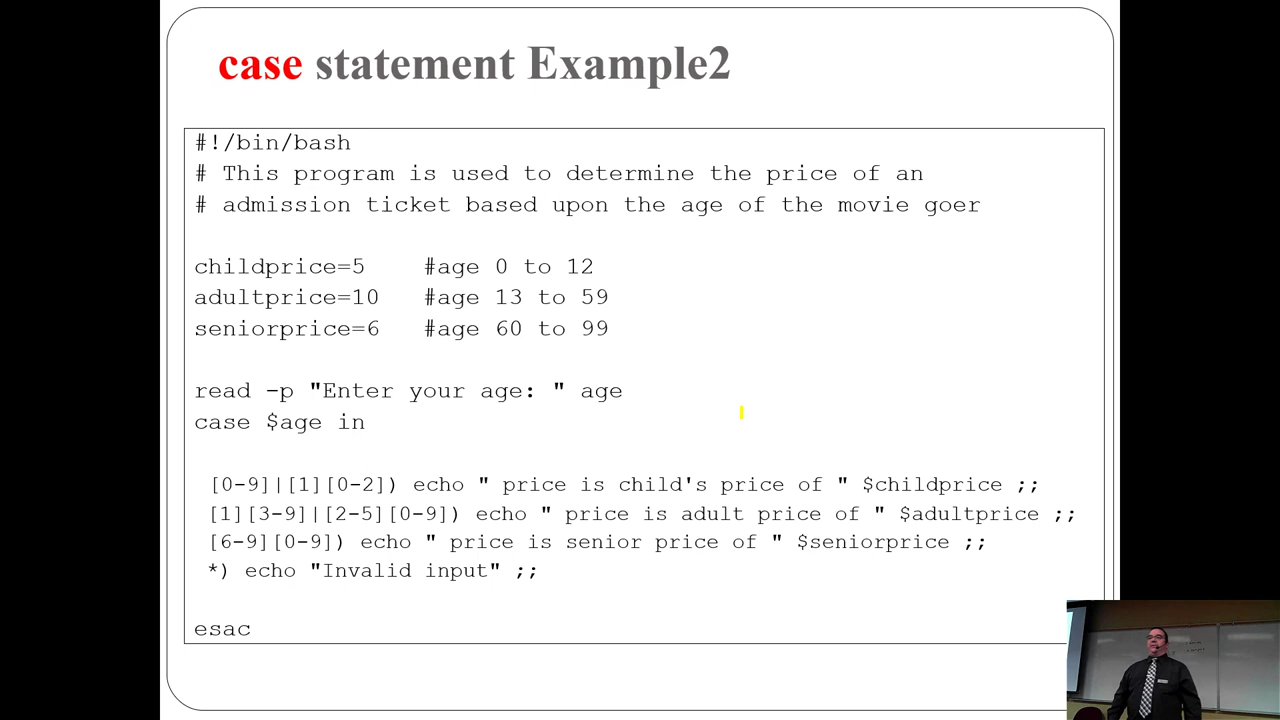 case statement Example2
#!/bin/bash
# This program is used to determine the price of an
# admission ticket based upon the age of the movie goer
childprice=5 #age 0 to 12
adultprice=10 #age 13 to 59
seniorprice=6 #age 60 to 99
read -p "Enter your age: " age
case $age in
[0-9]|[1][0-2]) echo " price is child's price of " $childprice ;;
[1][3-9]|[2-5][0-9]) echo " price is adult price of " $adultprice ;;
[6-9][0-9]) echo " price is senior price of " $seniorprice ;;
*) echo "Invalid input" ;;
esac